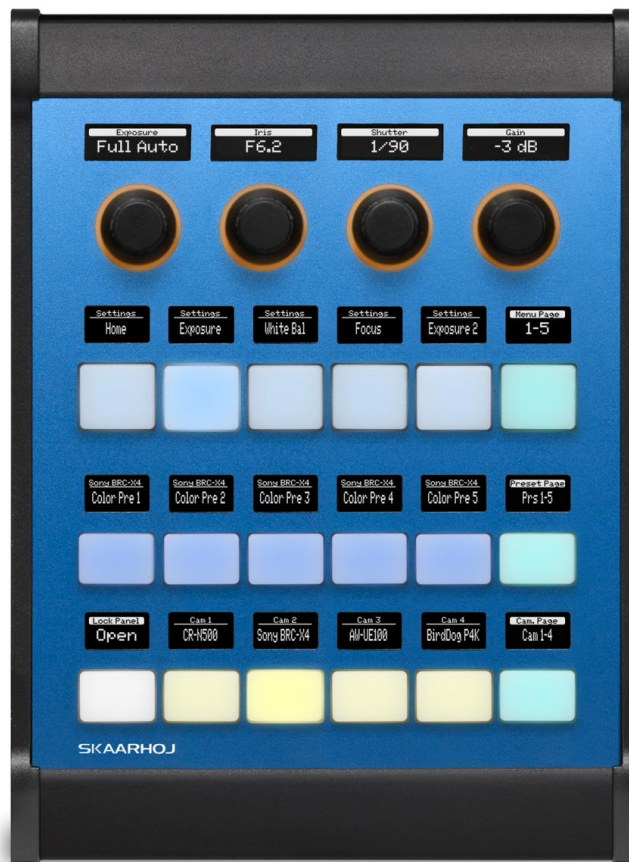 Exposure
Full Auto
Iris
F6.2
Shutter
1/90
Gain
-3 dB
Settings
Home
Settings
Exposure
Settings
White Bal
Settings
Focus
Settings
Exposure 2
Menu Page
1-5
Sony BRC-X4
Color Pre 1
Sony BRC-X4
Color Pre 2
Sony BRC-X4
Color Pre 3
Sony BRC-X4
Color Pre 4
Sony BRC-X4
Color Pre 5
Preset Page
Prs 1-5
Lock Panel
Open
Cam 1
CR-N500
Cam 2
Sony BRC-X4
Cam 3
AW-UE100
Cam 4
BirdDog P4K
Cam. Page
Cam 1-4
SKAARHOJ